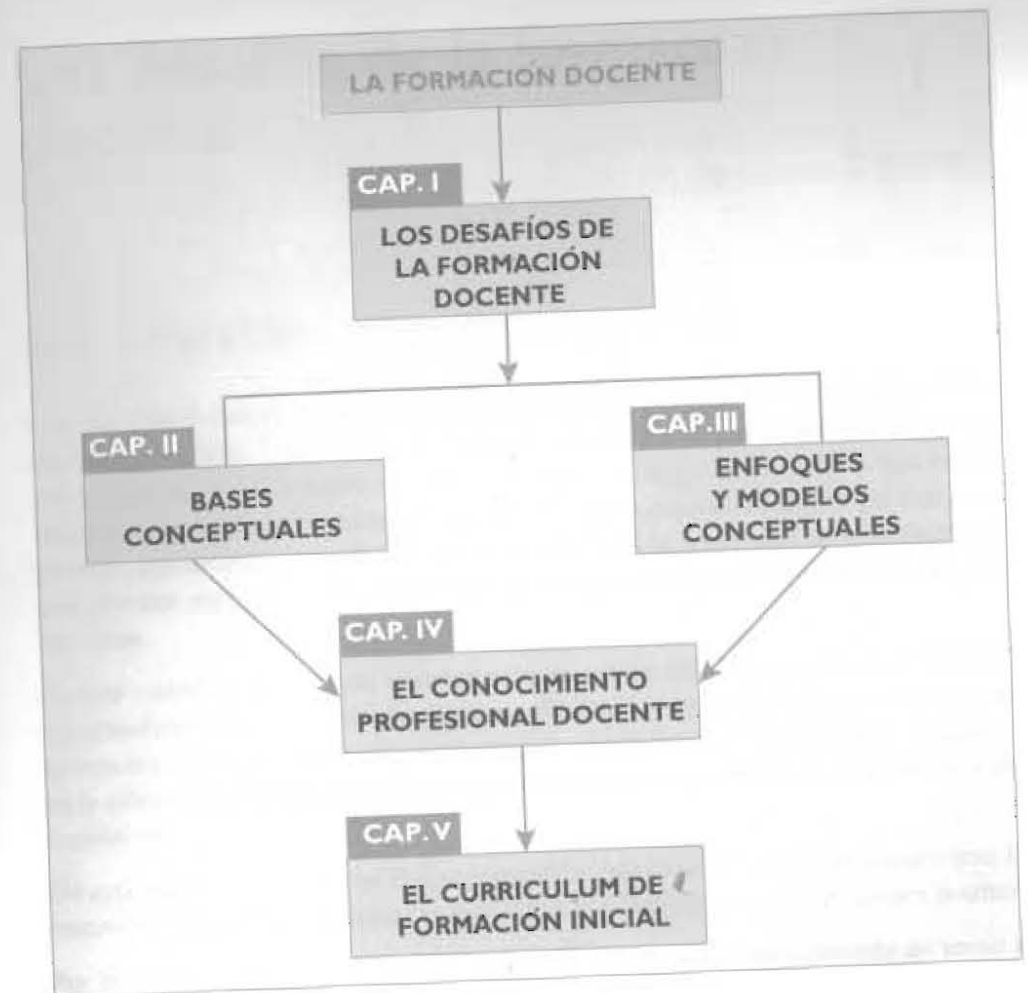 LA FORMACIÓN DOCENTE
CAP. I
LOS DESAFÍOS DE
LA FORMACIÓN
DOCENTE
CAP. II
BASES
CONCEPTUALES
CAP.III
ENFOQUES
Y MODELOS
CONCEPTUALES
CAP. IV
EL CONOCIMIENTO
PROFESIONAL DOCENTE
CAP. V
EL CURRICULUM DE
FORMACIÓN INICIAL